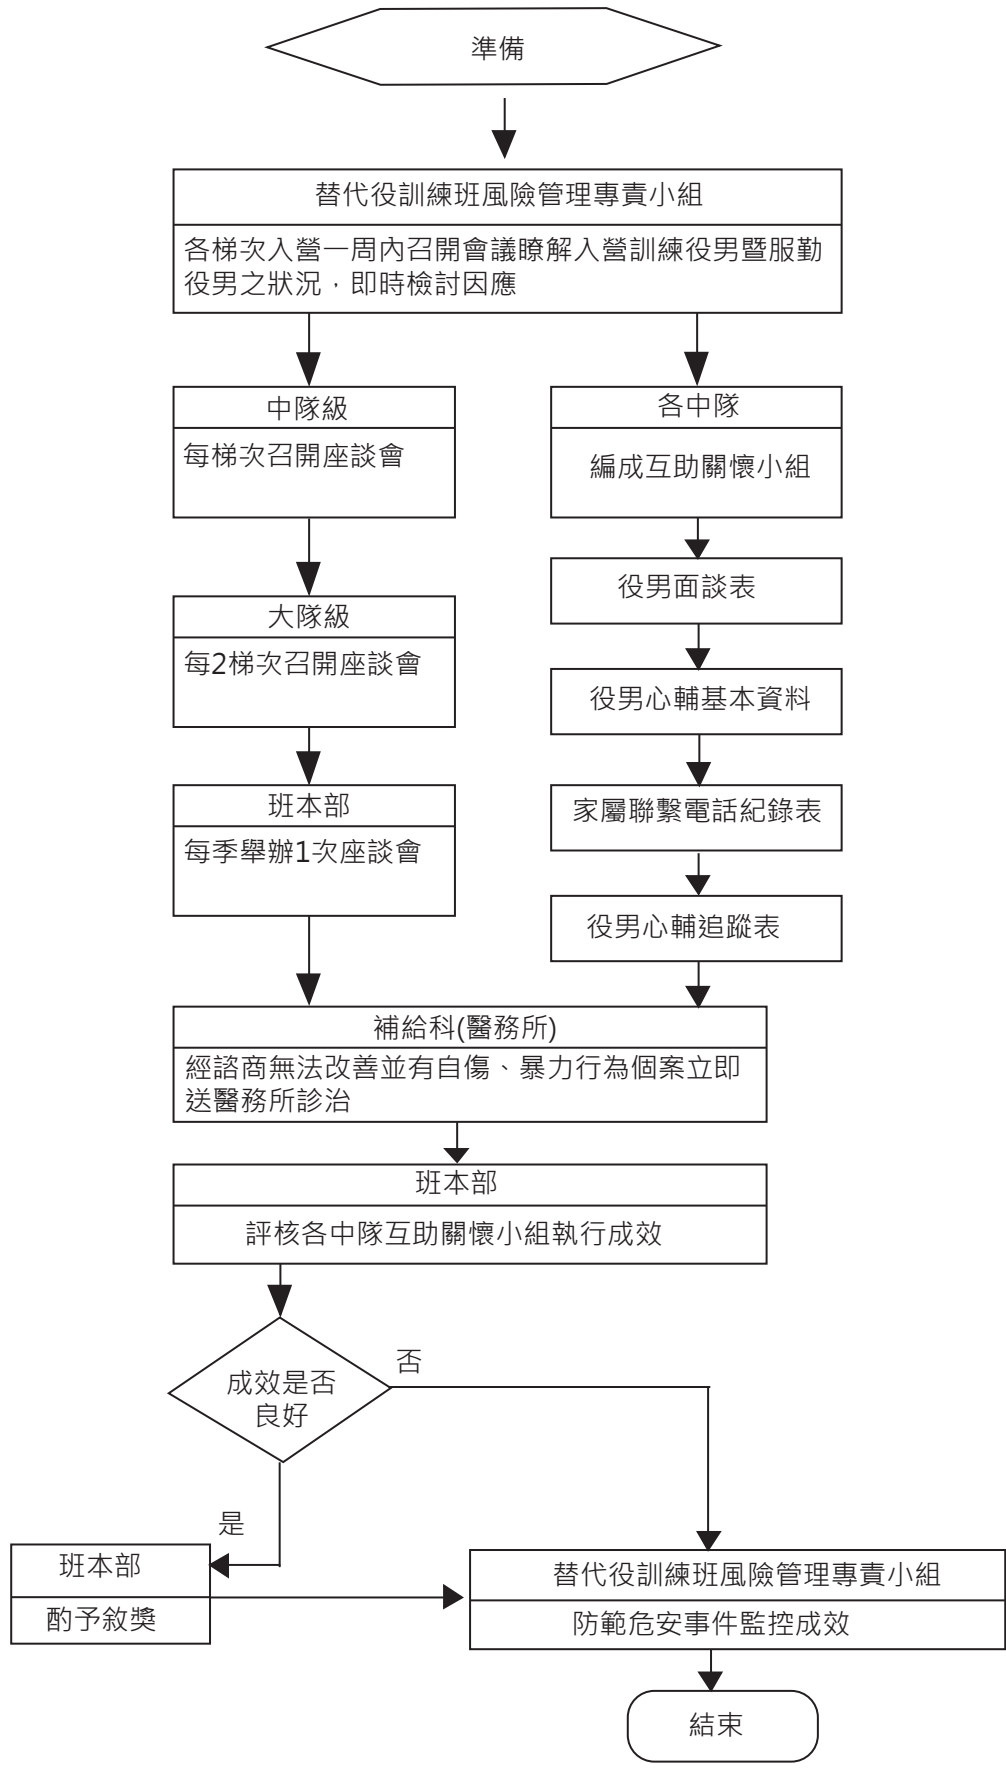 準備
替代役訓練班風險管理專責小組
各梯次入營一周內召開會議瞭解入營訓練役男暨服勤
役男之狀況，即時檢討因應
中隊級
每梯次召開座談會
大隊級
每2梯次召開座談會
班本部
每季舉辦1次座談會
各中隊
編成互助關懷小組
役男面談表
役男心輔基本資料
家屬聯繫電話紀錄表
役男心輔追蹤表
補給科(醫務所)
經諮商無法改善並有自傷、暴力行為個案立即
送醫務所診治
班本部
評核各中隊互助關懷小組執行成效
成效是否
良好
否
是
班本部
酌予敘獎
替代役訓練班風險管理專責小組
防範危安事件監控成效
結束